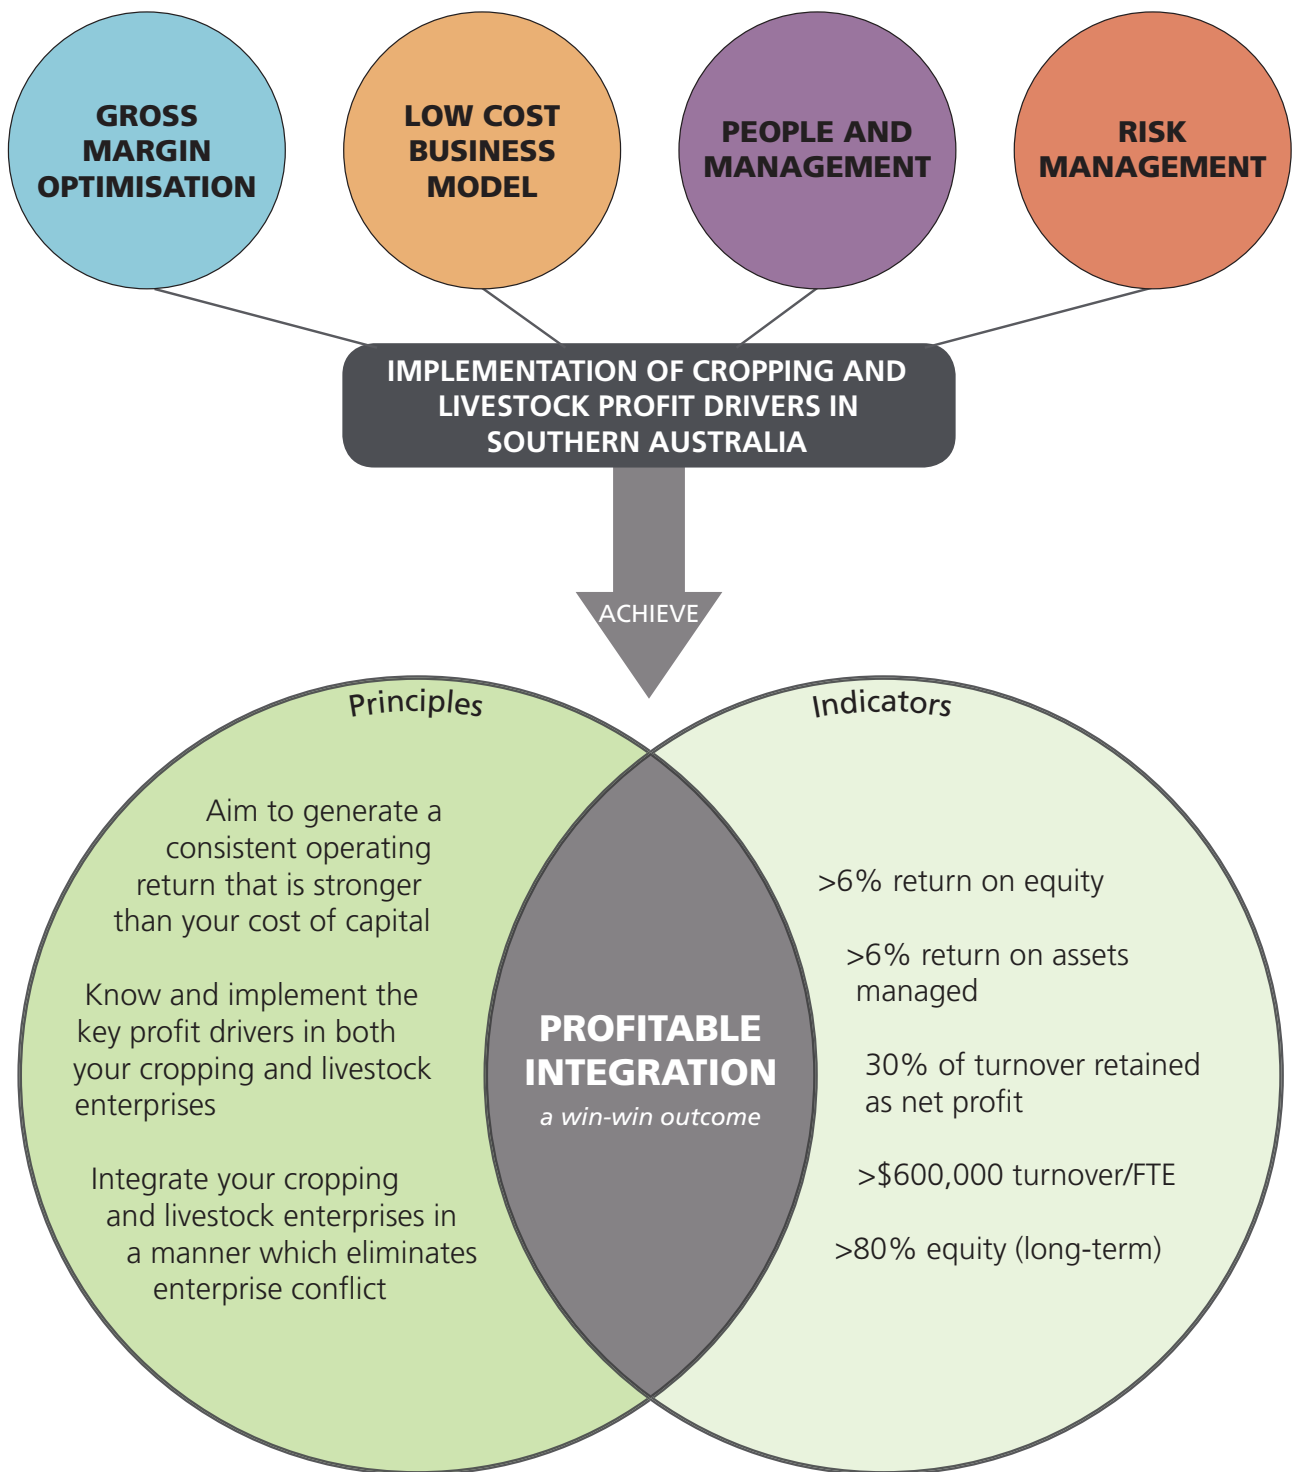 GROSS
MARGIN
OPTIMISATION
LOW COST
BUSINESS
MODEL
PEOPLE AND
MANAGEMENT
RISK
MANAGEMENT
IMPLEMENTATION OF CROPPING AND
LIVESTOCK PROFIT DRIVERS IN
SOUTHERN AUSTRALIA
ACHIEVE
Principles
Aim to generate a
consistent operating
return that is stronger
than your cost of capital
Know and implement the
key profit drivers in both
your cropping and livestock
enterprises
Integrate your cropping
and livestock enterprises in
a manner which eliminates
enterprise conflict
PROFITABLE
INTEGRATION
a win-win outcome
Indicators
>6% return on equity
>6% return on assets
managed
30% of turnover retained
as net profit
>$600,000 turnover/FTE
>80% equity (long-term)